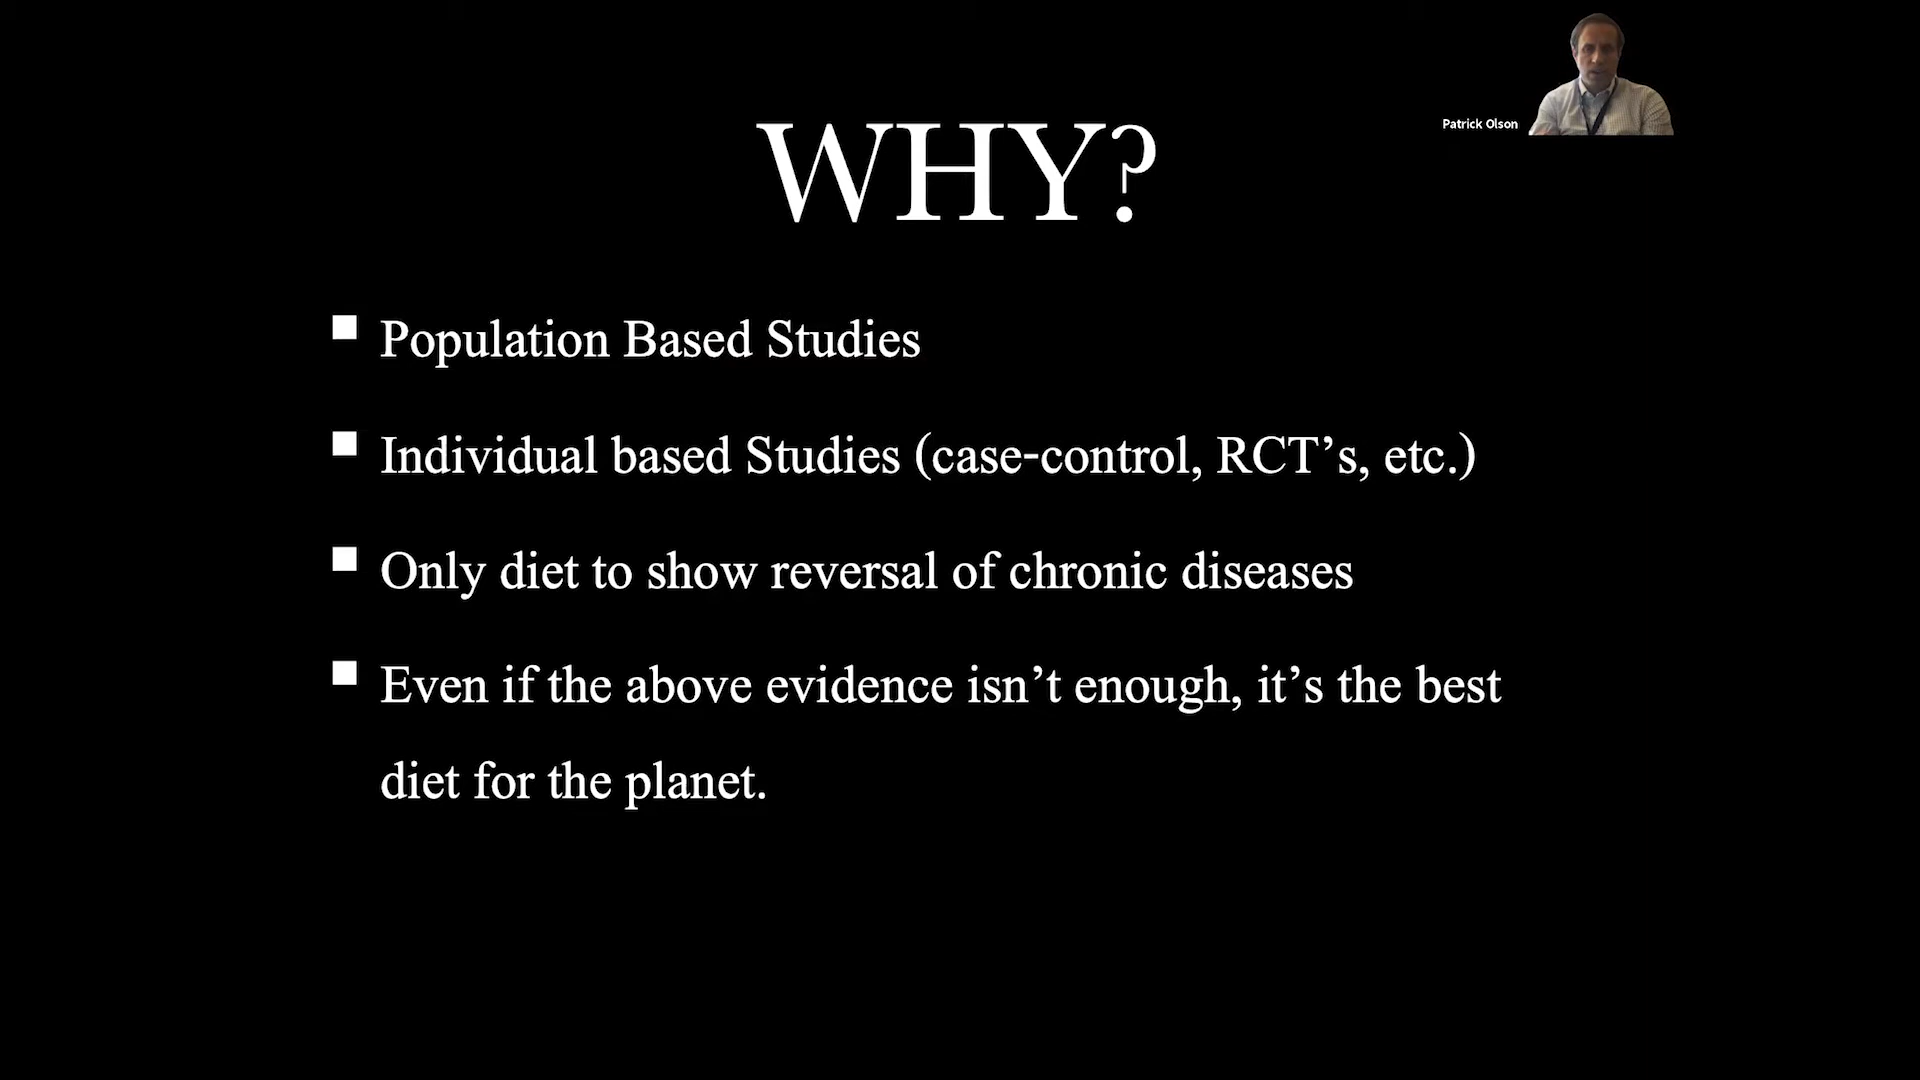 Patrick Olson
WHY?
▪ Population Based Studies
▪ Individual based Studies (case-control, RCT’s, etc.)
▪ Only diet to show reversal of chronic diseases
▪ Even if the above evidence isn’t enough, it’s the best
diet for the planet.